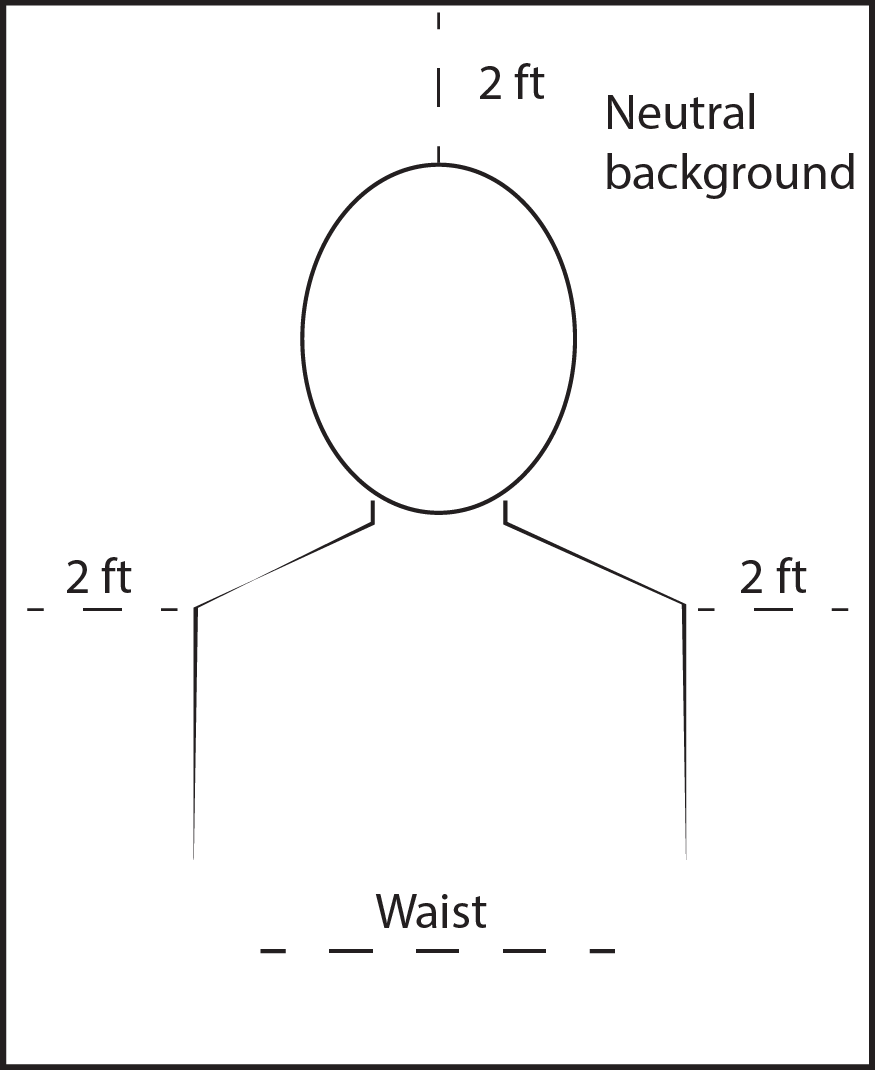 2 ft
Neutral
background
2 ft
2 ft
Waist